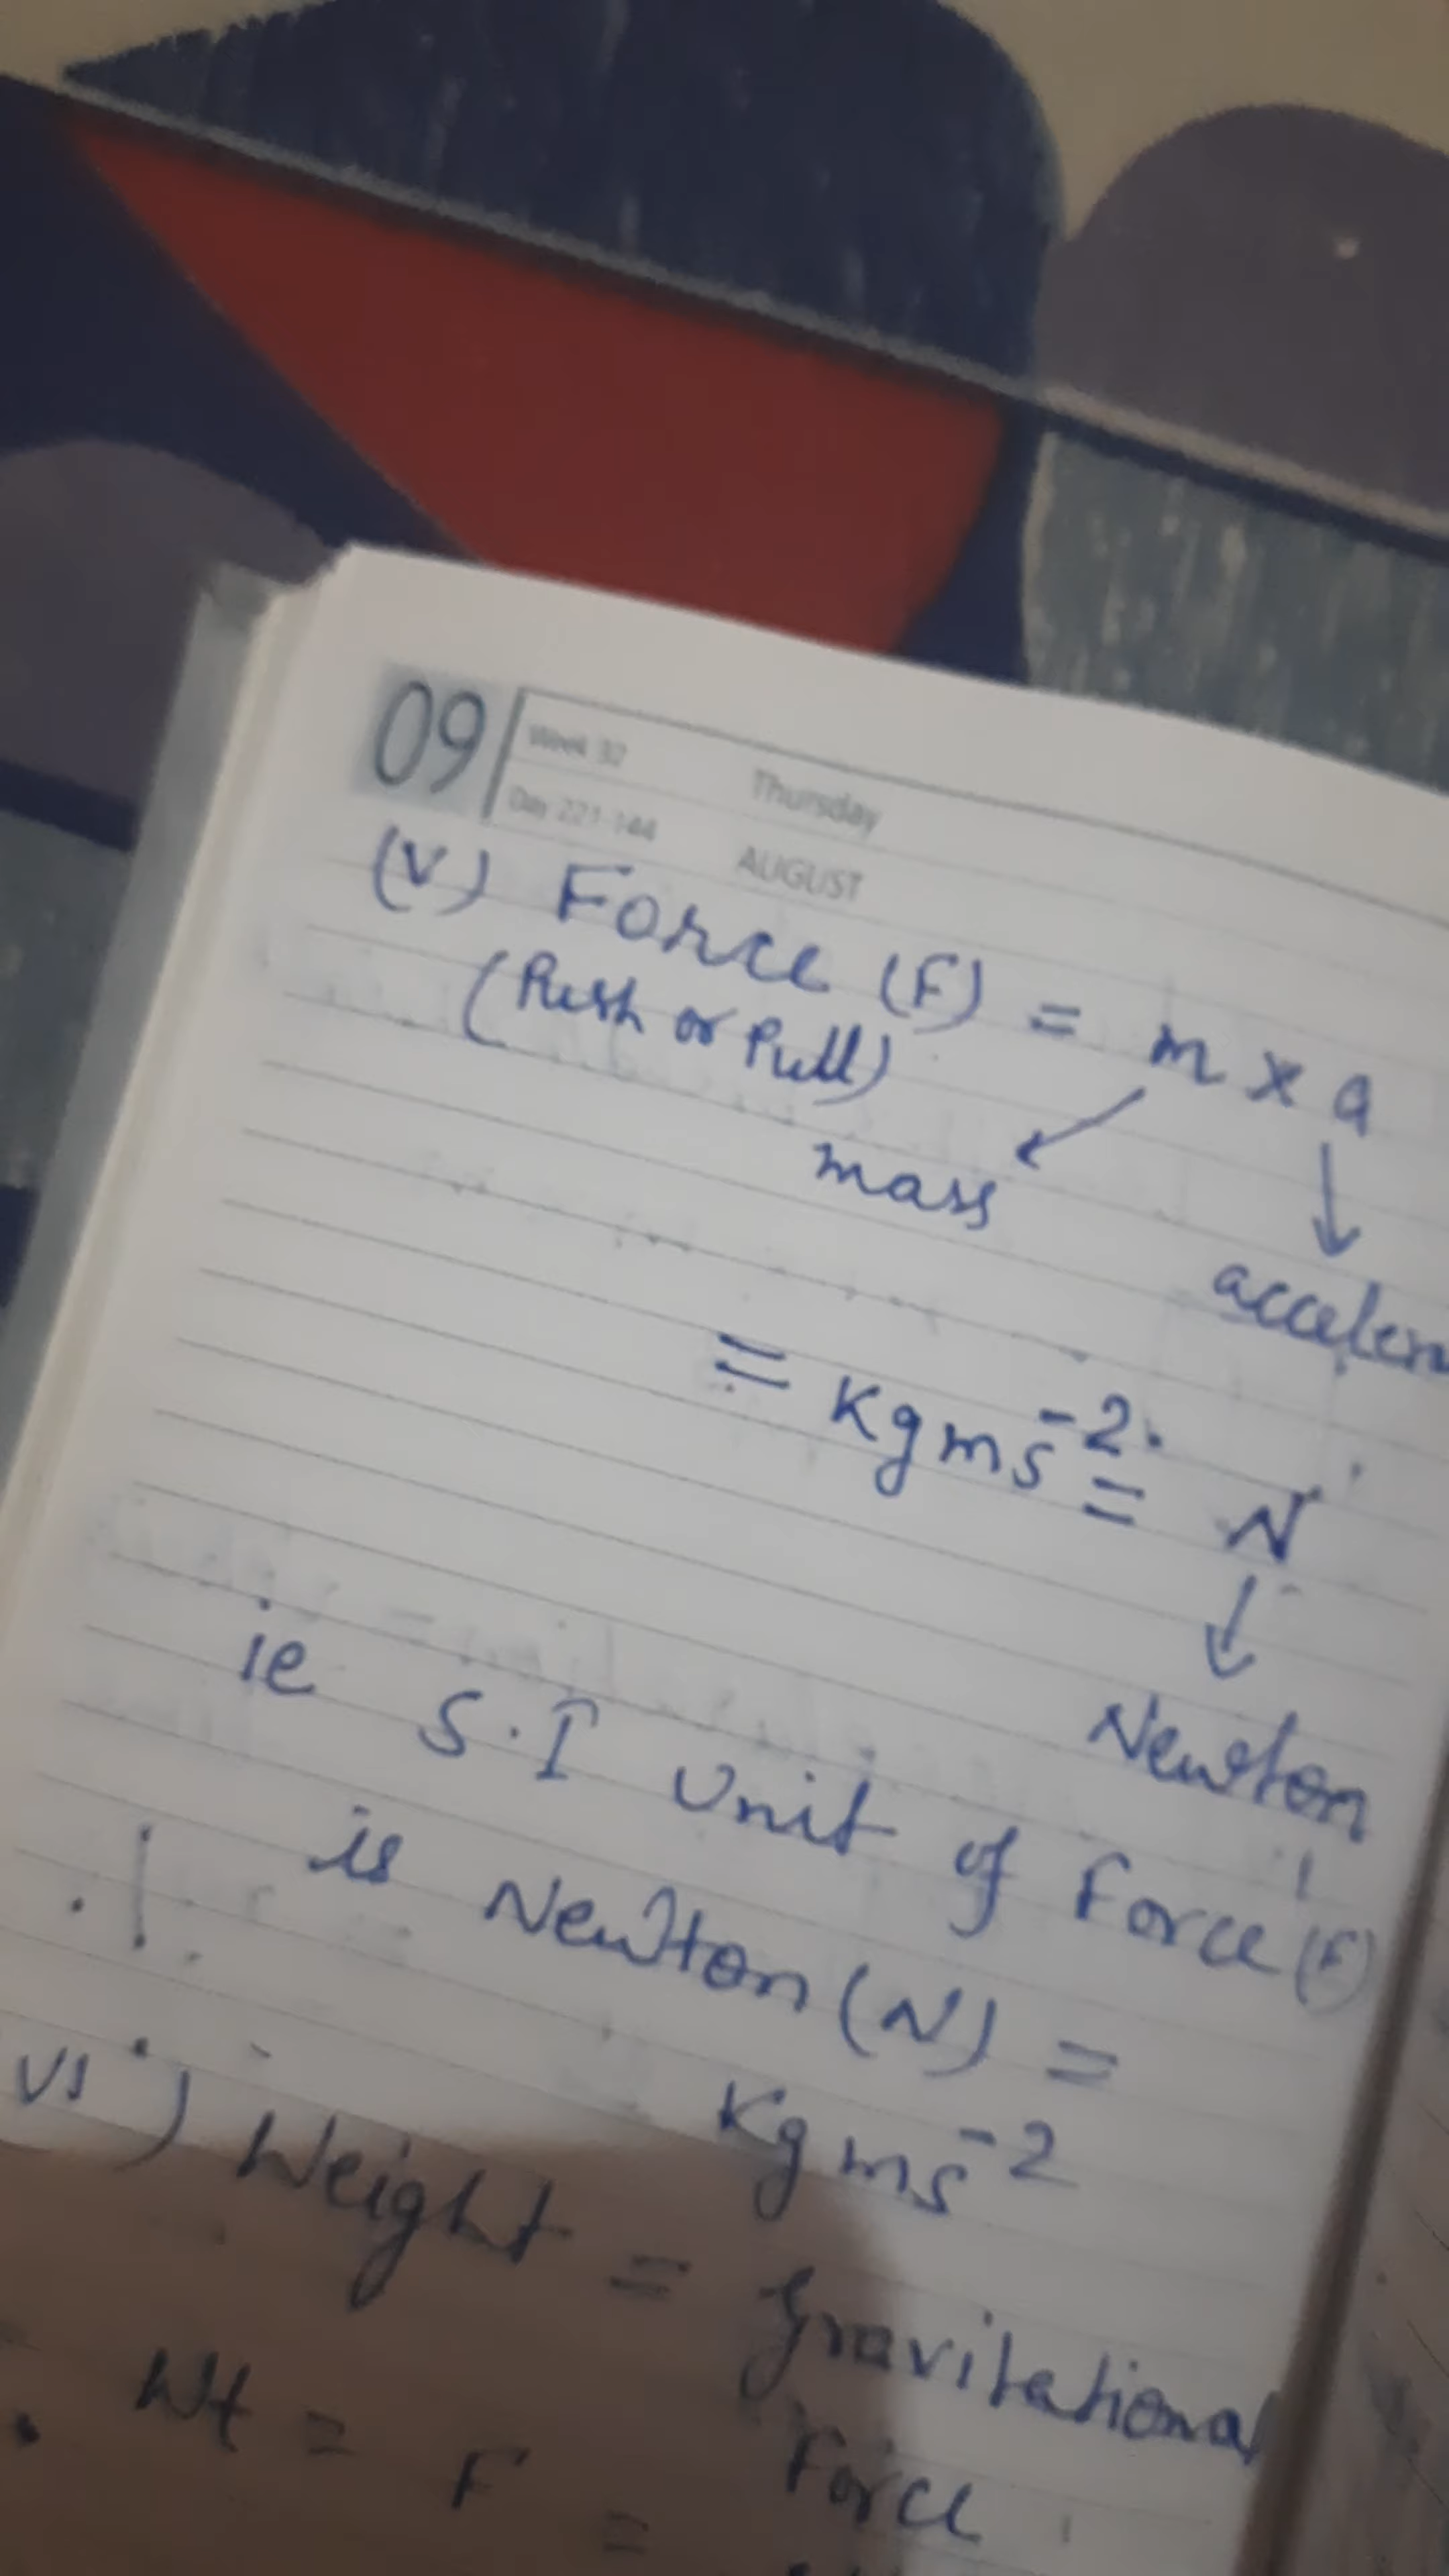 09
Week 32 Thursday
Day 221-144 AUGUST
(v) Force (F) = m x a
(Push or Pull)
mass
accelera
= Kgms⁻² = N
Newton
ie S.I Unit of Force (F)
is Newton (N) =
Kgms⁻²
vi) Weight = Gravitational
Force
Wt = F =